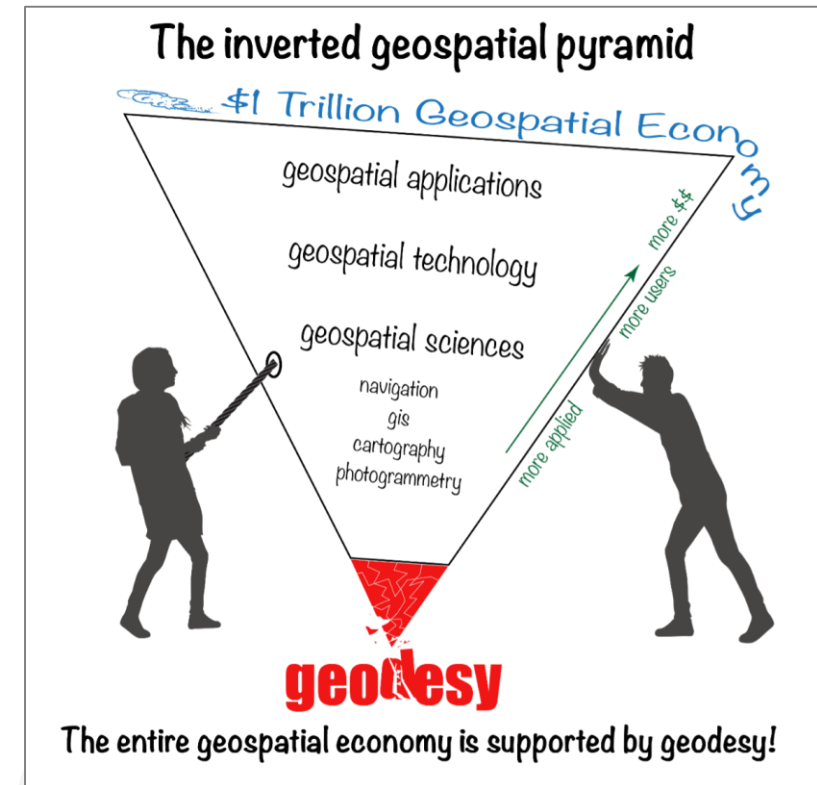 The inverted geospatial pyramid
$1 Trillion Geospatial Economy
geospatial applications
geospatial technology
geospatial sciences
navigation
gis
cartography
photogrammetry
more $$
more users
more applied
geodesy
The entire geospatial economy is supported by geodesy!